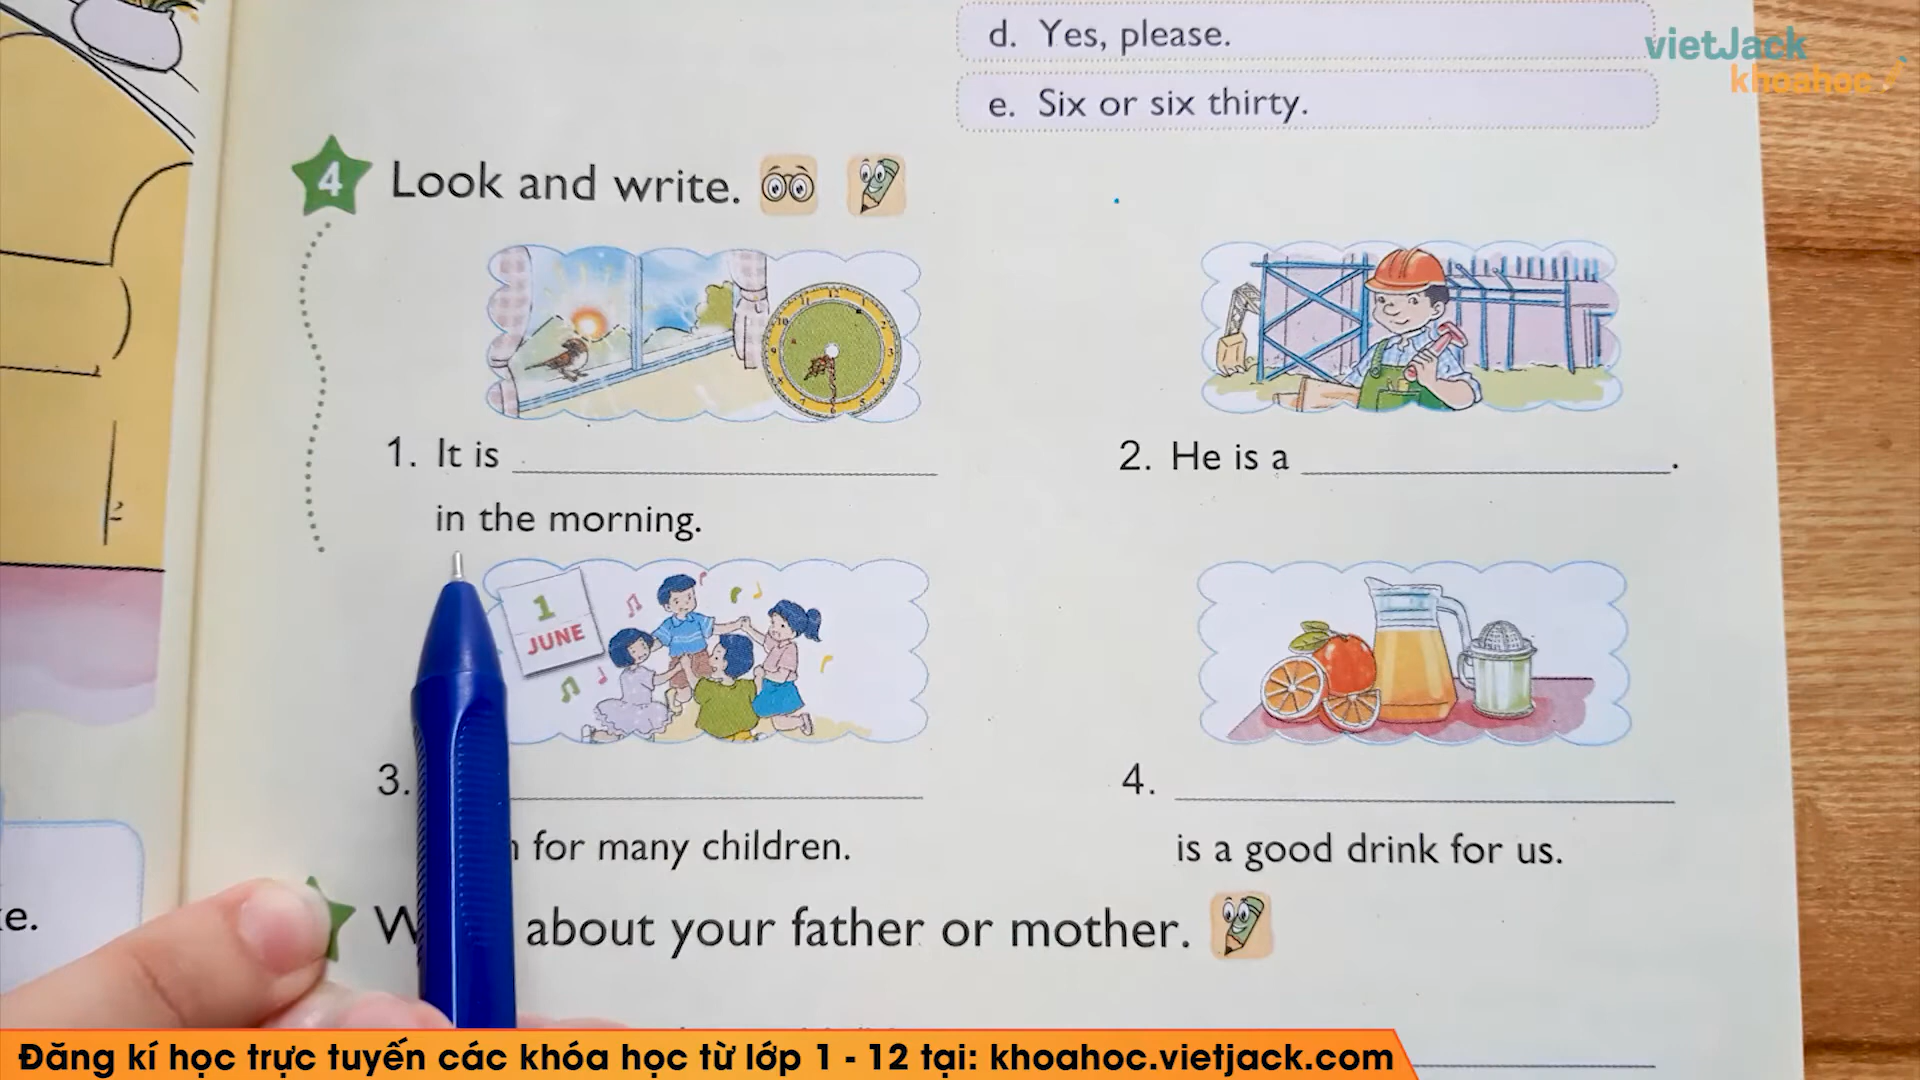 d. Yes, please.
vietJack
khoahoc
e. Six or six thirty.
4 Look and write.
1. It is
in the morning.
2. He is a .
1
JUNE
3.
for many children.
4.
is a good drink for us.
about your father or mother.
Đăng kí học trực tuyến các khóa học từ lớp 1 - 12 tại: khoahoc.vietjack.com